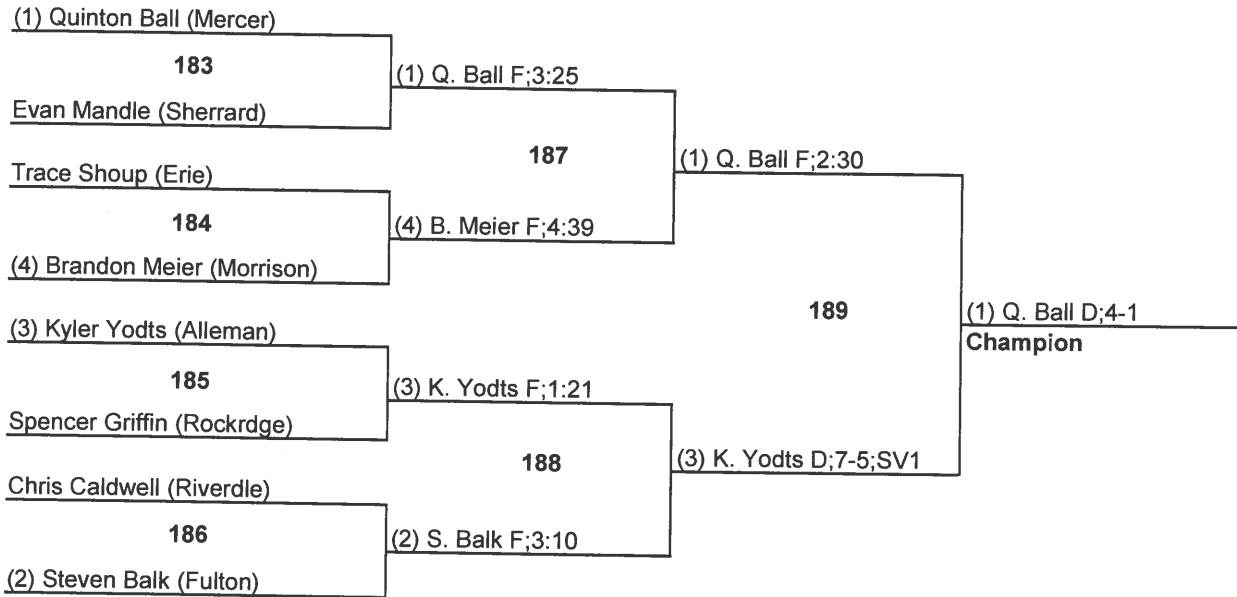 (1) Quinton Ball (Mercer)
183
(1) Q. Ball F;3:25
Evan Mandle (Sherrard)
187
(1) Q. Ball F;2:30
Trace Shoup (Erie)
184
(4) B. Meier F;4:39
(4) Brandon Meier (Morrison)
189
(1) Q. Ball D;4-1
Champion
(3) Kyler Yodts (Alleman)
185
(3) K. Yodts F;1:21
Spencer Griffin (Rockrdge)
188
(3) K. Yodts D;7-5;SV1
Chris Caldwell (Riverdle)
186
(2) S. Balk F;3:10
(2) Steven Balk (Fulton)